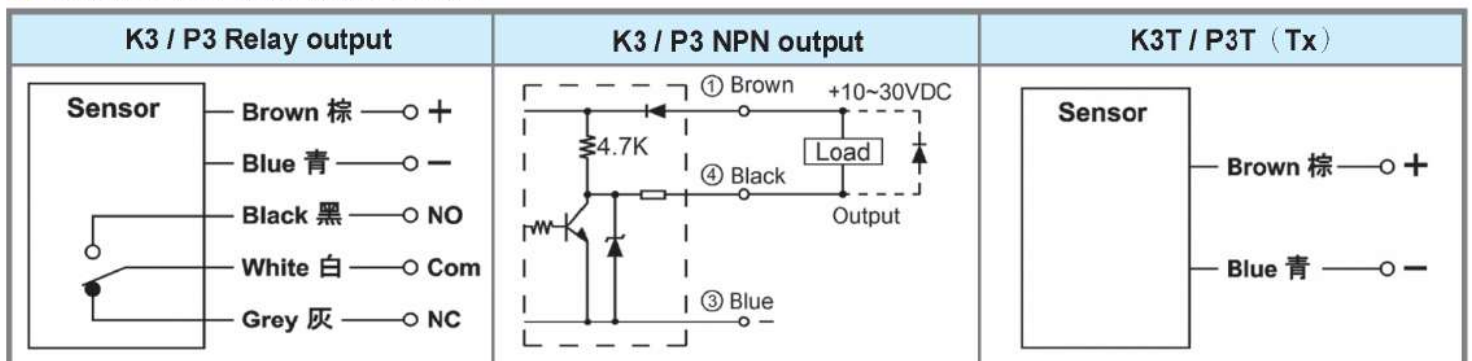 K3 / P3 Relay output
Sensor
Brown 棕 +
Blue 青 −
Black 黑 NO
White 白 Com
Grey 灰 NC
K3 / P3 NPN output
① Brown +10~30VDC
4.7K
Load
④ Black
Output
③ Blue −
K3T / P3T（Tx）
Sensor
Brown 棕 +
Blue 青 −